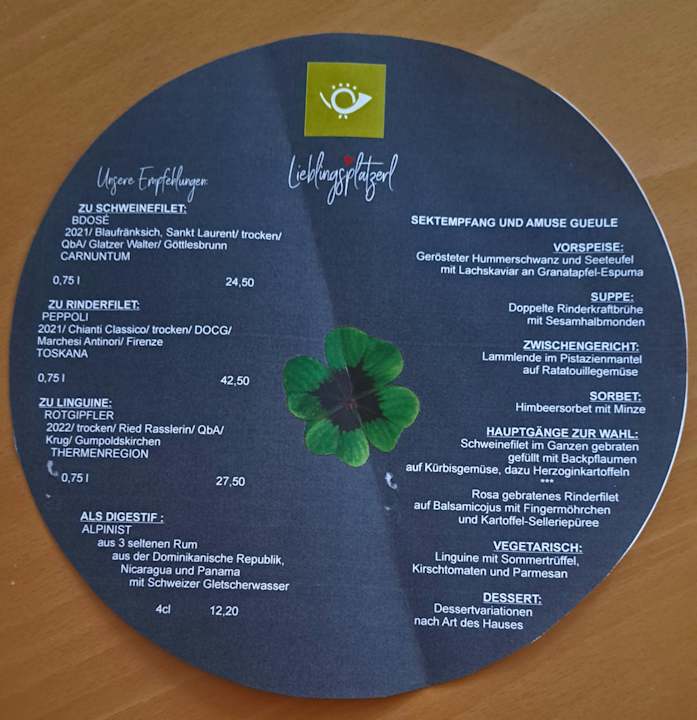 Lieblingsplatzerl
Unsere Empfehlungen:
ZU SCHWEINEFILET:
BDOSÉ
2021/ Blaufränksich, Sankt Laurent/ trocken/
QbA/ Glatzer Walter/ Göttlesbrunn
CARNUNTUM
0,75 l 24,50
ZU RINDERFILET:
PEPPOLI
2021/ Chianti Classico/ trocken/ DOCG/
Marchesi Antinori/ Firenze
TOSKANA
0,75 l 42,50
ZU LINGUINE:
ROTGIPFLER
2022/ trocken/ Ried Rasslerin/ QbA/
Krug/ Gumpoldskirchen
THERMENREGION
0,75 l 27,50
ALS DIGESTIF :
ALPINIST
aus 3 seltenen Rum
aus der Dominikanische Republik,
Nicaragua und Panama
mit Schweizer Gletscherwasser
4cl 12,20
SEKTEMPFANG UND AMUSE GUEULE
VORSPEISE:
Gerösteter Hummerschwanz und Seeteufel
mit Lachskaviar an Granatapfel-Espuma
SUPPE:
Doppelte Rinderkraftbrühe
mit Sesamhalbmonden
ZWISCHENGERICHT:
Lammlende im Pistazienmantel
auf Ratatouillegemüse
SORBET:
Himbeersorbet mit Minze
HAUPTGÄNGE ZUR WAHL:
Schweinefilet im Ganzen gebraten
gefüllt mit Backpflaumen
auf Kürbisgemüse, dazu Herzoginkartoffeln
***
Rosa gebratenes Rinderfilet
auf Balsamicojus mit Fingermöhrchen
und Kartoffel-Selleriepüree
VEGETARISCH:
Linguine mit Sommertrüffel,
Kirschtomaten und Parmesan
DESSERT:
Dessertvariationen
nach Art des Hauses